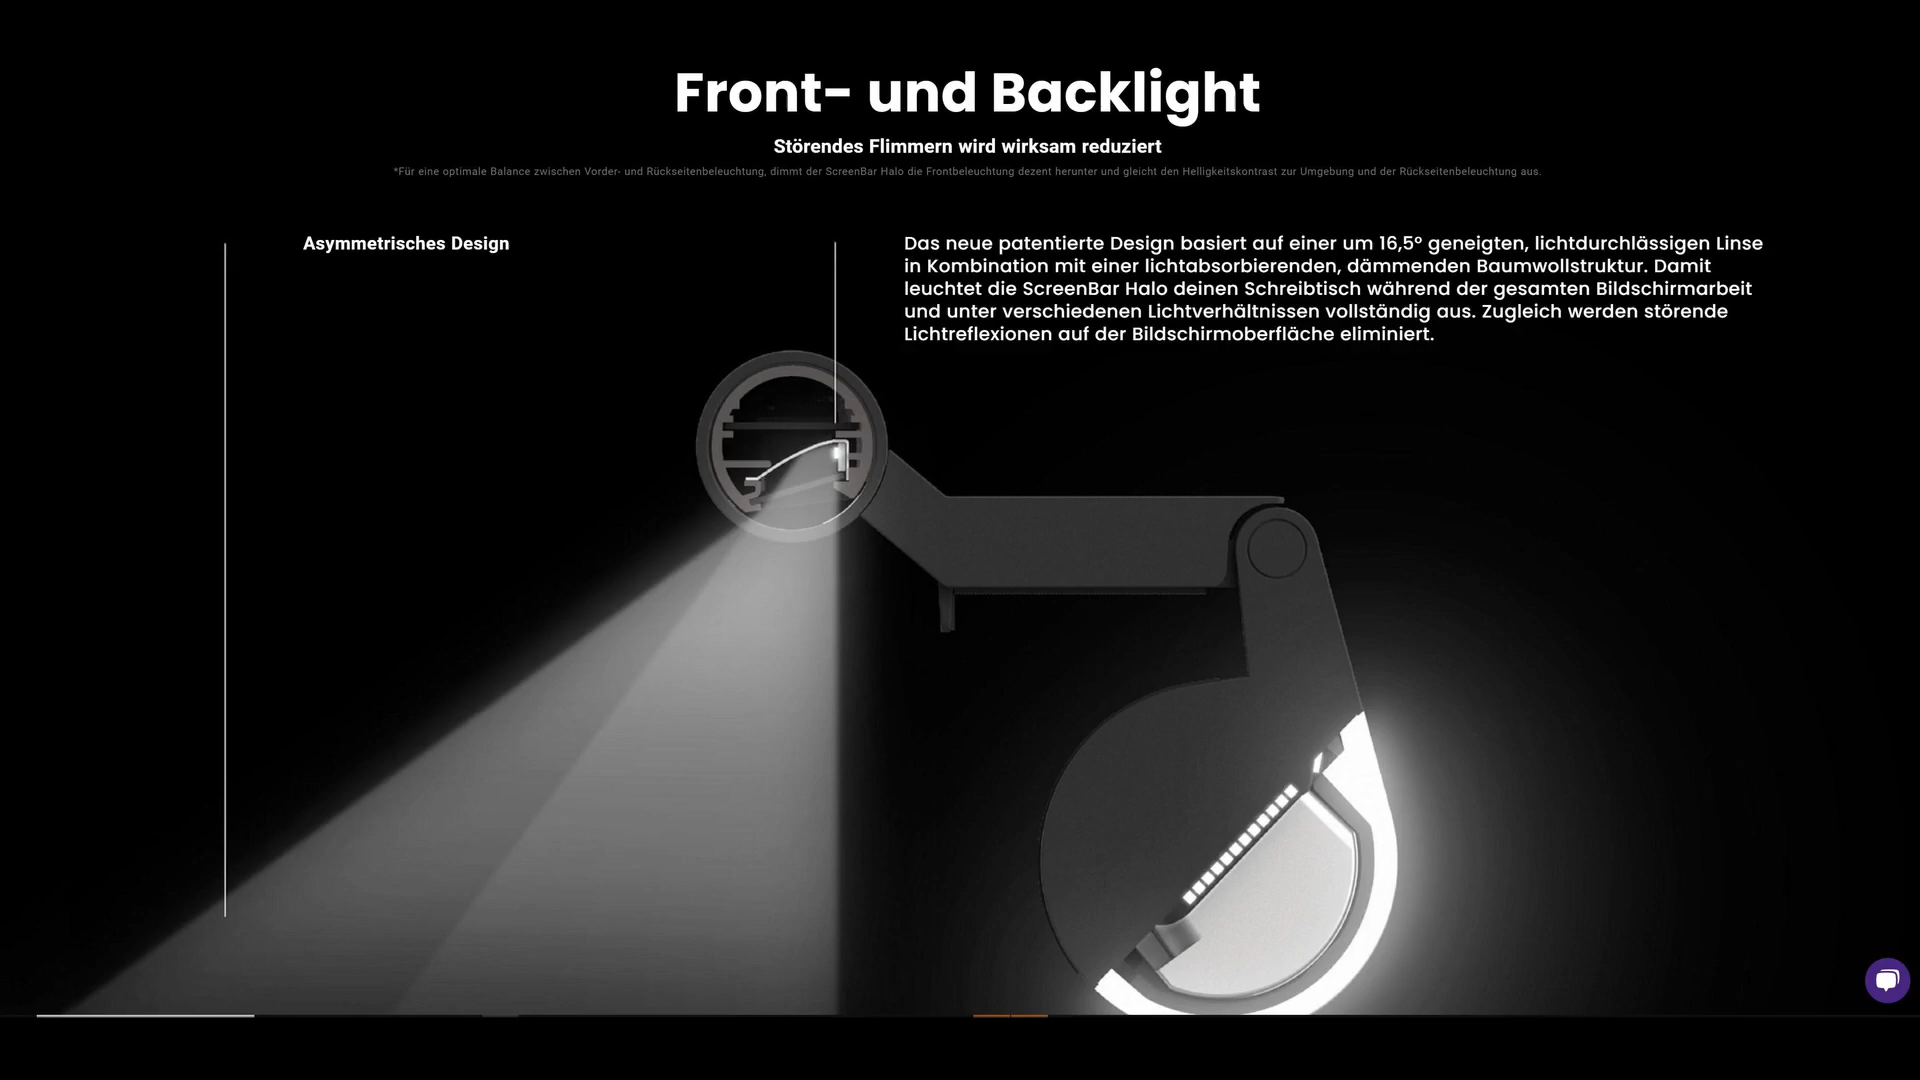 Front- und Backlight
Störendes Flimmern wird wirksam reduziert
*Für eine optimale Balance zwischen Vorder- und Rückseitenbeleuchtung, dimmt der ScreenBar Halo die Frontbeleuchtung dezent herunter und gleicht den Helligkeitskontrast zur Umgebung und der Rückseitenbeleuchtung aus.
Asymmetrisches Design
Das neue patentierte Design basiert auf einer um 16,5° geneigten, lichtdurchlässigen Linse
in Kombination mit einer lichtabsorbierenden, dämmenden Baumwollstruktur. Damit
leuchtet die ScreenBar Halo deinen Schreibtisch während der gesamten Bildschirmarbeit
und unter verschiedenen Lichtverhältnissen vollständig aus. Zugleich werden störende
Lichtreflexionen auf der Bildschirmoberfläche eliminiert.